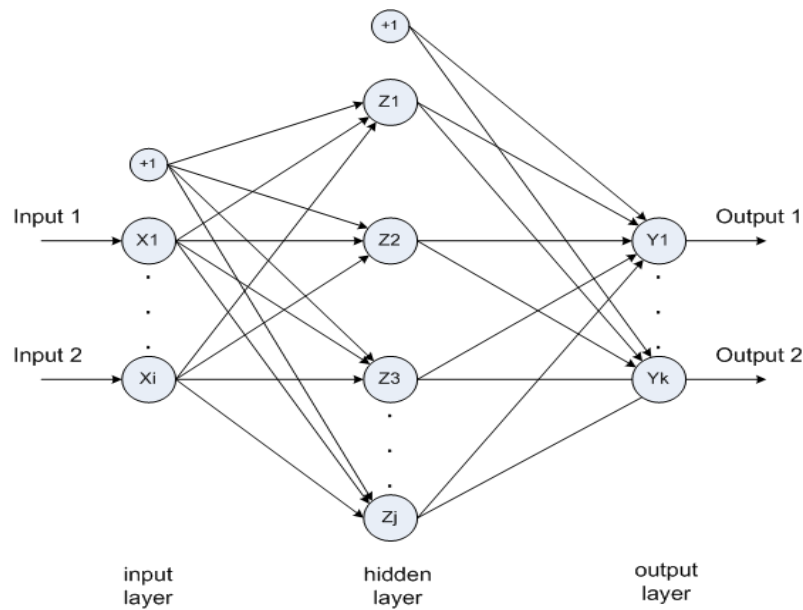 +1
Z1
+1
Input 1
X1
Z2
Y1
Output 1
Input 2
Xi
Z3
Yk
Output 2
Zj
input
layer
hidden
layer
output
layer